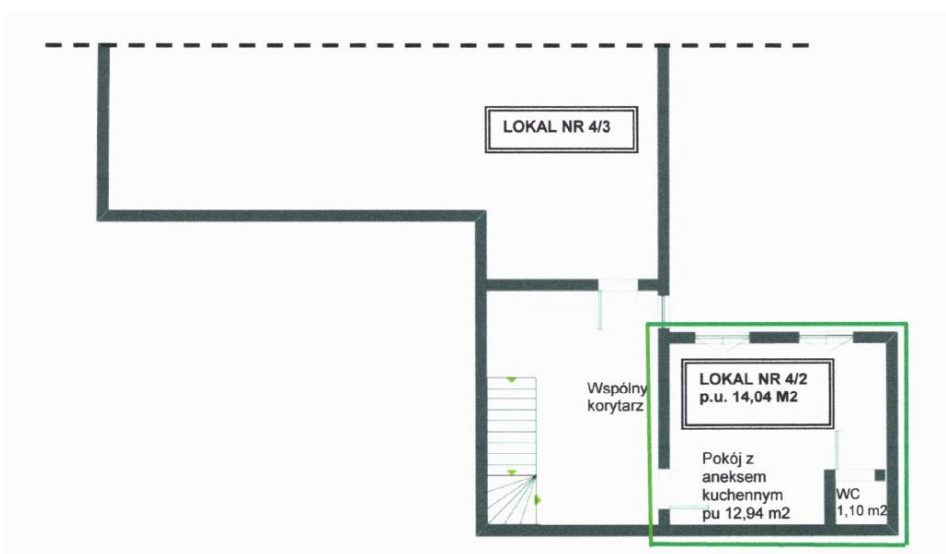 LOKAL NR 4/3
Wspólny
korytarz
LOKAL NR 4/2
p.u. 14,04 M2
Pokój z
aneksem
kuchennym
pu 12,94 m2
WC
1,10 m2